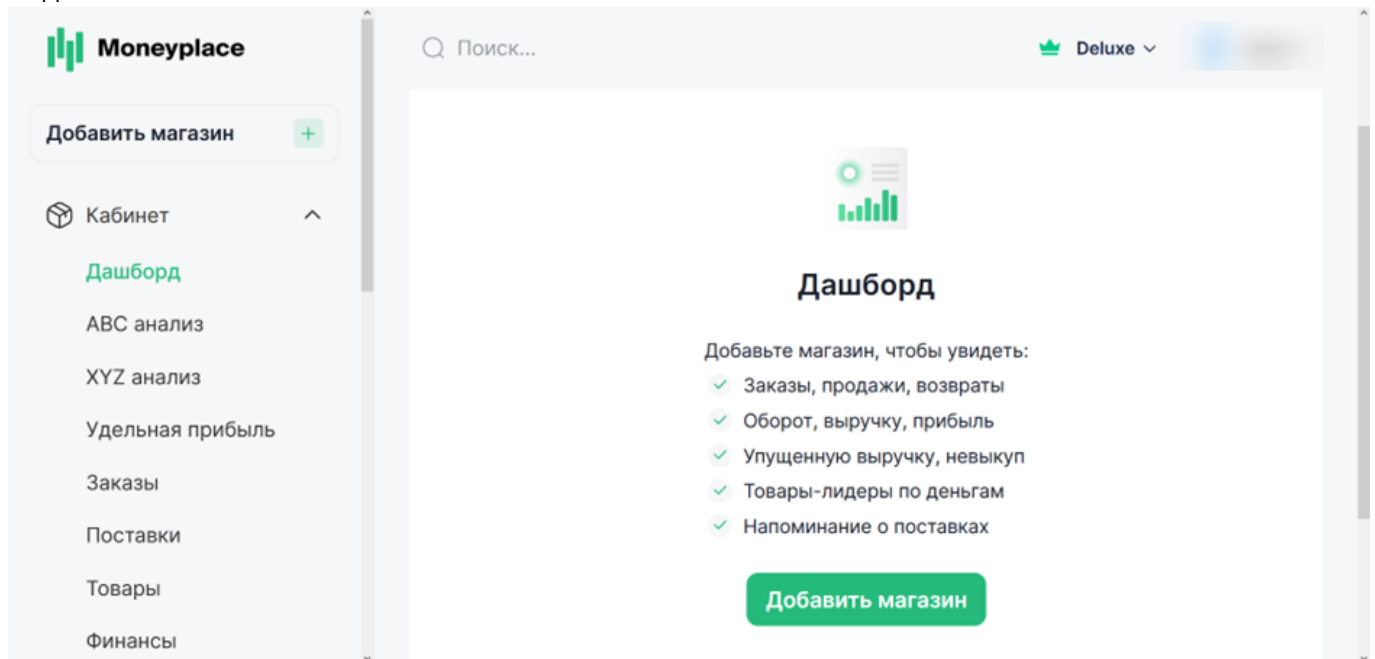 Moneyplace
Поиск...
Deluxe
Добавить магазин
Кабинет
Дашборд
ABC анализ
XYZ анализ
Удельная прибыль
Заказы
Поставки
Товары
Финансы
Дашборд
Добавьте магазин, чтобы увидеть:
Заказы, продажи, возвраты
Оборот, выручку, прибыль
Упущенную выручку, невыкуп
Товары-лидеры по деньгам
Напоминание о поставках
Добавить магазин